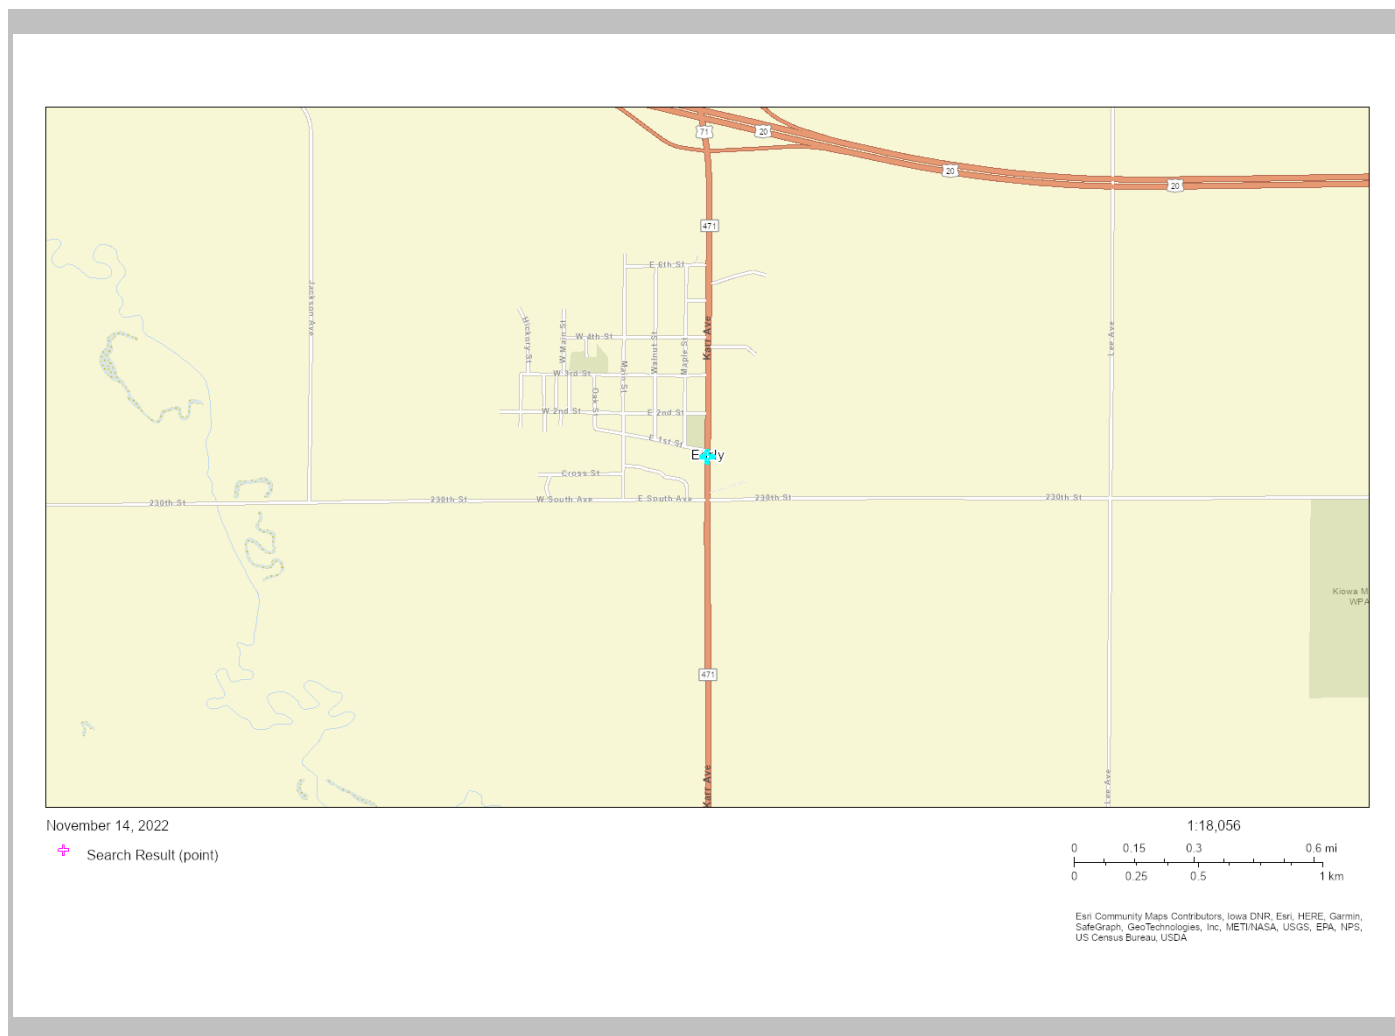 71
20
20
20
471
E 6th St
Jackson Ave
Hickory St
W Main St
W 4th St
Main St
Walnut St
Maple St
Karr Ave
Lee Ave
W 3rd St
Oak St
W 2nd St
E 2nd St
E 1st St
Early
Cross St
230th St
230th St
W South Ave
E South Ave
230th St
230th St
Kiowa M
WPA
471
Karr Ave
Lee Ave
November 14, 2022
1:18,056
Search Result (point)
0 0.15 0.3 0.6 mi
0 0.25 0.5 1 km
Esri Community Maps Contributors, Iowa DNR, Esri, HERE, Garmin,
SafeGraph, GeoTechnologies, Inc, METI/NASA, USGS, EPA, NPS,
US Census Bureau, USDA